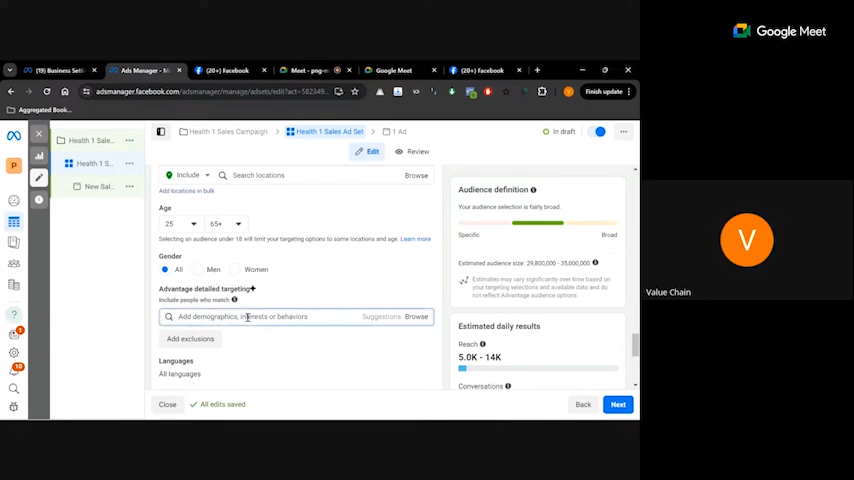 Google Meet
(19) Business Setti
Ads Manager - M
(20+) Facebook
Meet - png-m
Google Meet
(20+) Facebook
adsmanager.facebook.com/adsmanager/manage/adsets/edit?act=582349
V
Finish update
Aggregated Book...
Health 1 Sale...
Health 1 Sales Campaign
Health 1 Sales Ad Set
1 Ad
In draft
P
Health 1 S...
Edit
Review
New Sal...
Include
Search locations
Browse
Add locations in bulk
Age
25
65+
Selecting an audience under 18 will limit your targeting options to some locations and age. Learn more
Gender
All
Men
Women
Advantage detailed targeting
Include people who match
Add demographics, interests or behaviors
Suggestions
Browse
Add exclusions
Languages
All languages
1
10
Audience definition
Your audience selection is fairly broad.
Specific
Broad
Estimated audience size: 29,800,000 - 35,000,000
Estimates may vary significantly over time based on
your targeting selections and available data and do
not reflect Advantage audience options.
Estimated daily results
Reach
5.0K - 14K
Conversations
Close
All edits saved
Back
Next
V
Value Chain